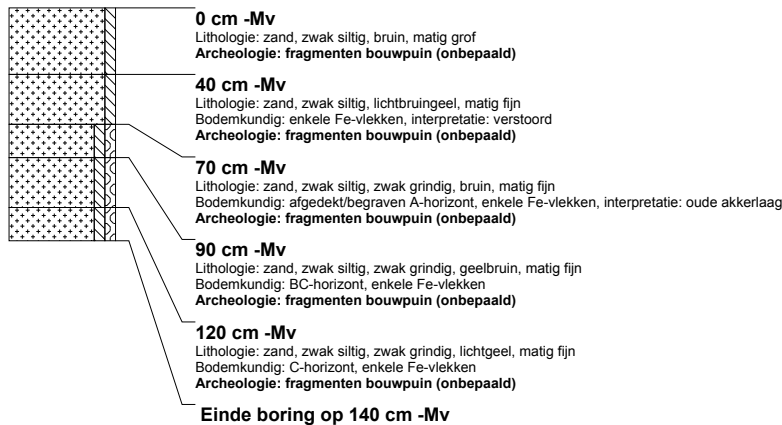 0 cm -Mv
Lithologie: zand, zwak siltig, bruin, matig grof
Archeologie: fragmenten bouwpuin (onbepaald)
40 cm -Mv
Lithologie: zand, zwak siltig, lichtbruingeel, matig fijn
Bodemkundig: enkele Fe-vlekken, interpretatie: verstoord
Archeologie: fragmenten bouwpuin (onbepaald)
70 cm -Mv
Lithologie: zand, zwak siltig, zwak grindig, bruin, matig fijn
Bodemkundig: afgedekt/begraven A-horizont, enkele Fe-vlekken, interpretatie: oude akkerlaag
Archeologie: fragmenten bouwpuin (onbepaald)
90 cm -Mv
Lithologie: zand, zwak siltig, zwak grindig, geelbruin, matig fijn
Bodemkundig: BC-horizont, enkele Fe-vlekken
Archeologie: fragmenten bouwpuin (onbepaald)
120 cm -Mv
Lithologie: zand, zwak siltig, zwak grindig, lichtgeel, matig fijn
Bodemkundig: C-horizont, enkele Fe-vlekken
Archeologie: fragmenten bouwpuin (onbepaald)
Einde boring op 140 cm -Mv